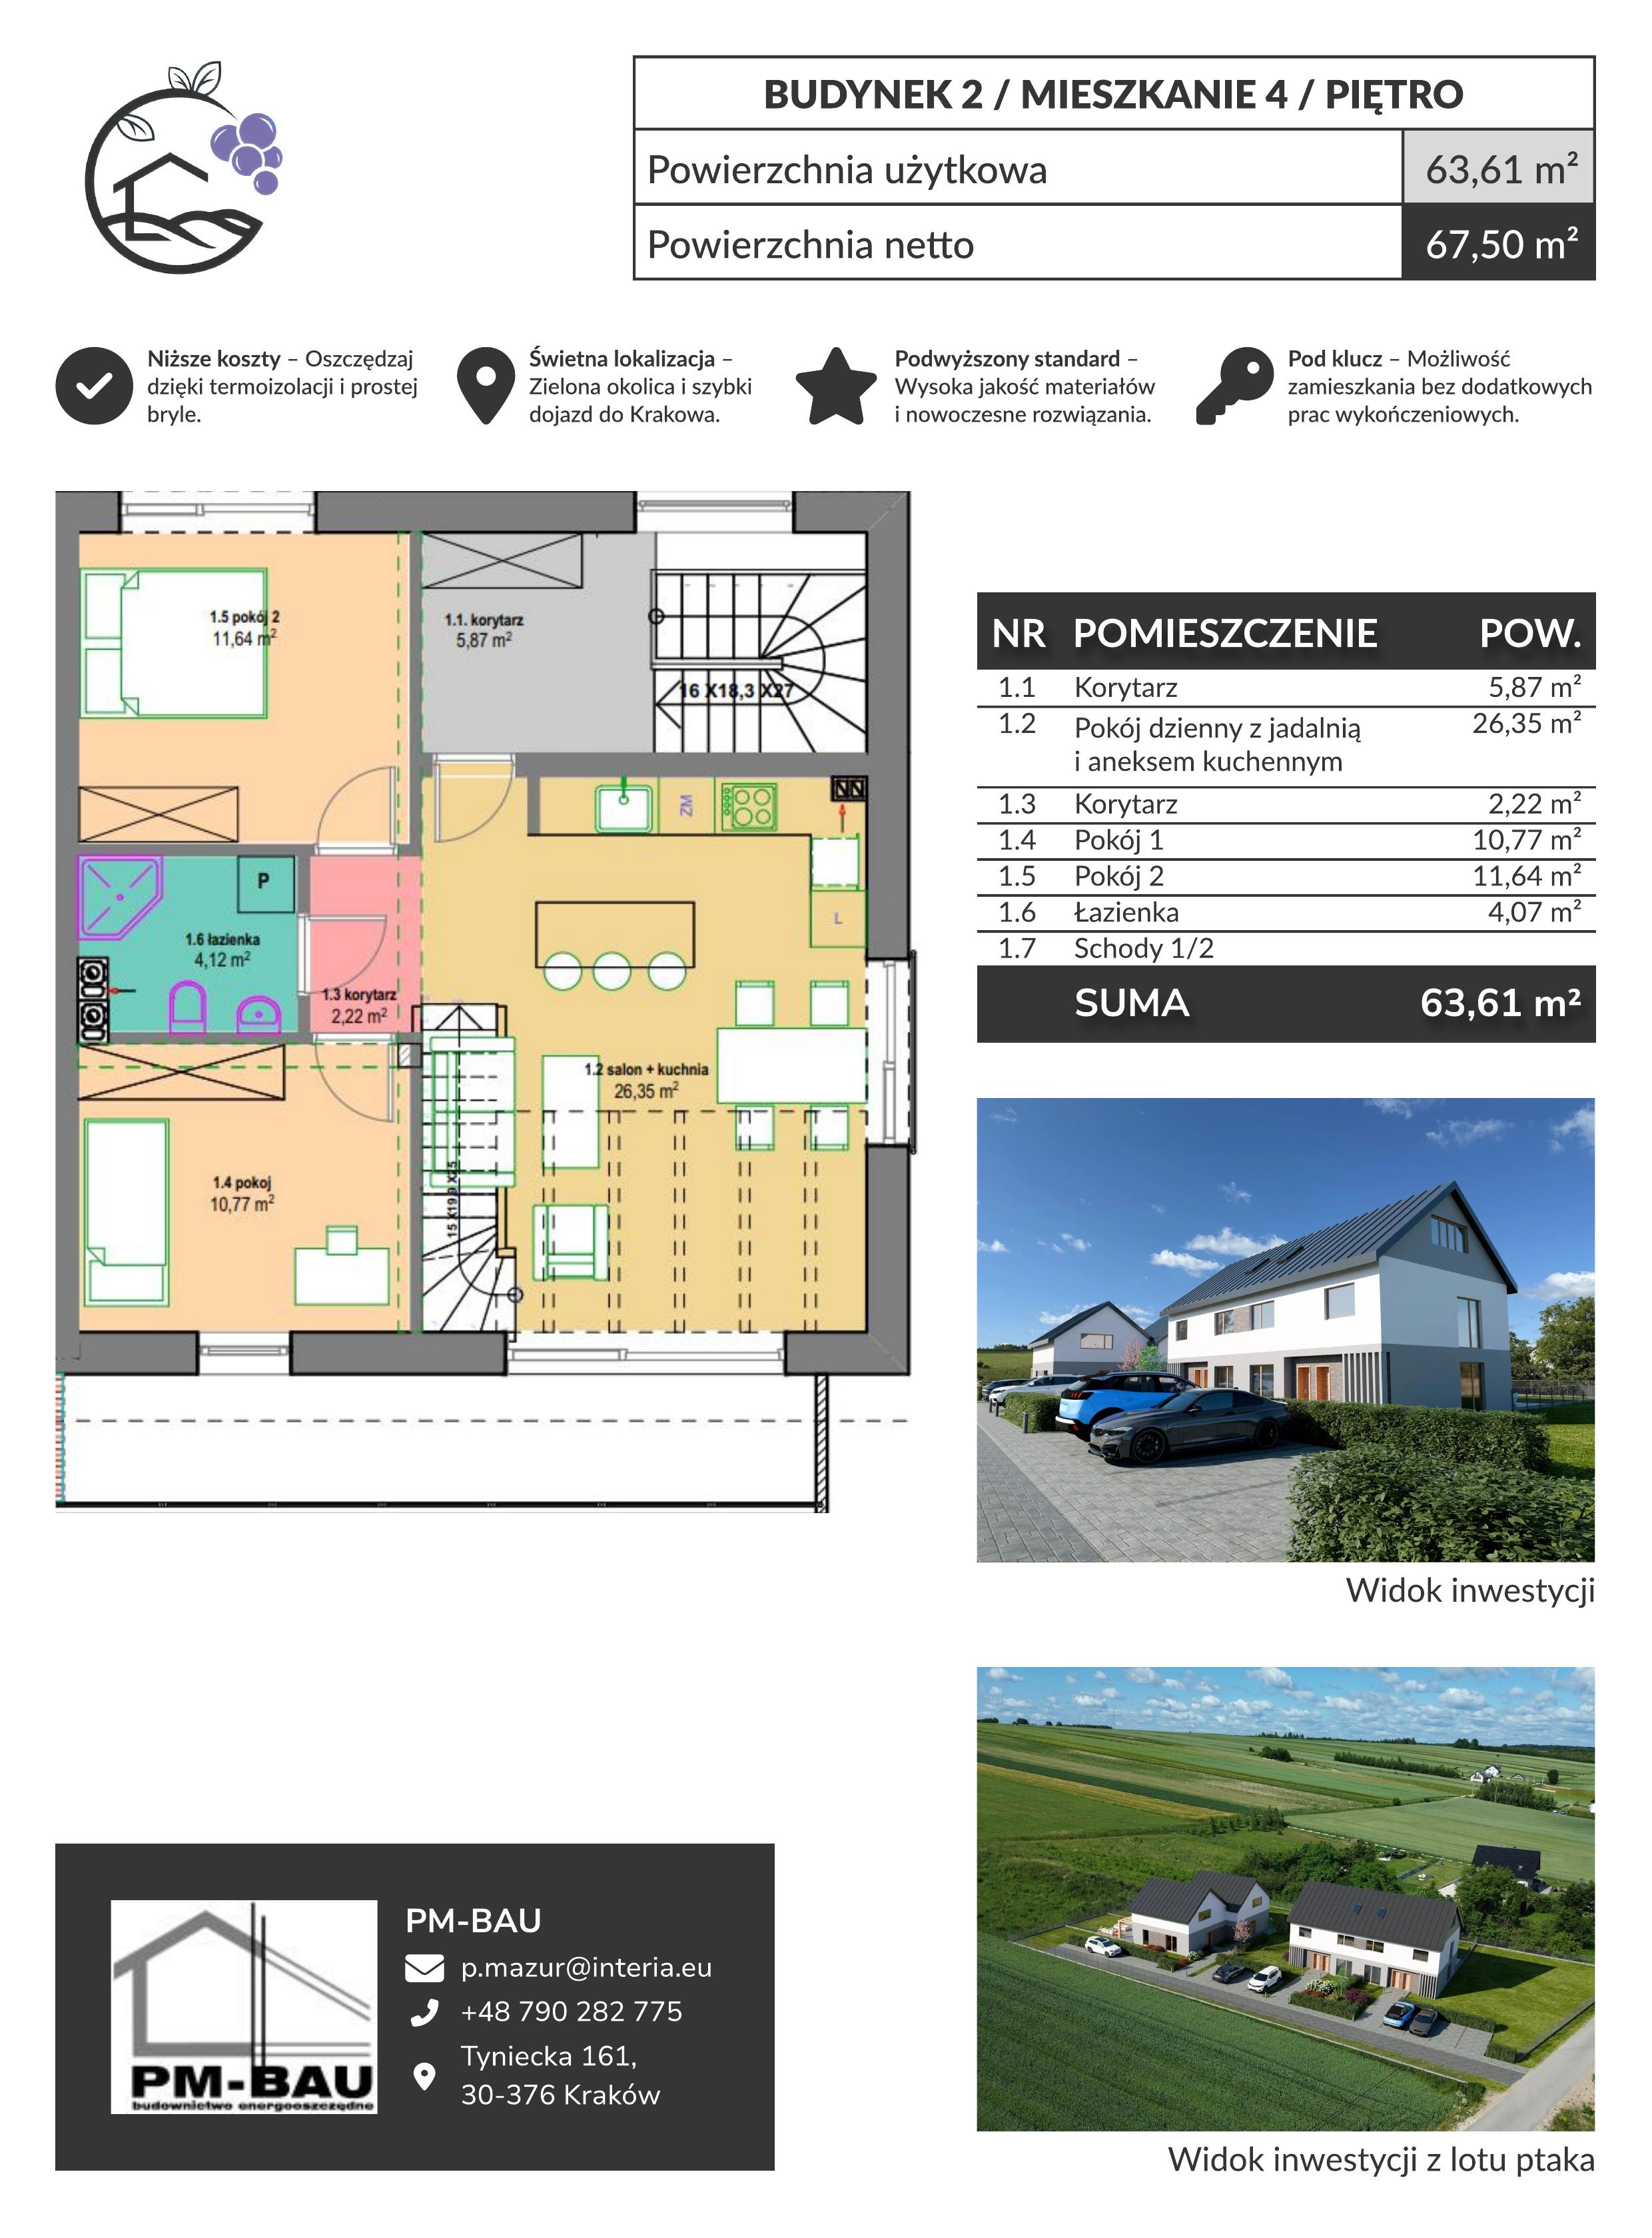 BUDYNEK 2 / MIESZKANIE 4 / PIĘTRO
Powierzchnia użytkowa 63,61 m²
Powierzchnia netto 67,50 m²
Niższe koszty – Oszczędzaj
dzięki termoizolacji i prostej
bryle.
Świetna lokalizacja –
Zielona okolica i szybki
dojazd do Krakowa.
Podwyższony standard –
Wysoka jakość materiałów
i nowoczesne rozwiązania.
Pod klucz – Możliwość
zamieszkania bez dodatkowych
prac wykończeniowych.
1.5 pokój 2
11,64 m²
1.1. korytarz
5,87 m²
16 X18,3 X27
ZM
P
L
1.6 łazienka
4,12 m²
1.3 korytarz
2,22 m²
1.2 salon + kuchnia
26,35 m²
15 X19,9 X25
1.4 pokoj
10,77 m²
NR POMIESZCZENIE POW.
1.1 Korytarz 5,87 m²
1.2 Pokój dzienny z jadalnią 26,35 m²
i aneksem kuchennym
1.3 Korytarz 2,22 m²
1.4 Pokój 1 10,77 m²
1.5 Pokój 2 11,64 m²
1.6 Łazienka 4,07 m²
1.7 Schody 1/2
SUMA 63,61 m²
Widok inwestycji
Widok inwestycji z lotu ptaka
PM-BAU
budownictwo energooszczędne
PM-BAU
p.mazur@interia.eu
+48 790 282 775
Tyniecka 161,
30-376 Kraków